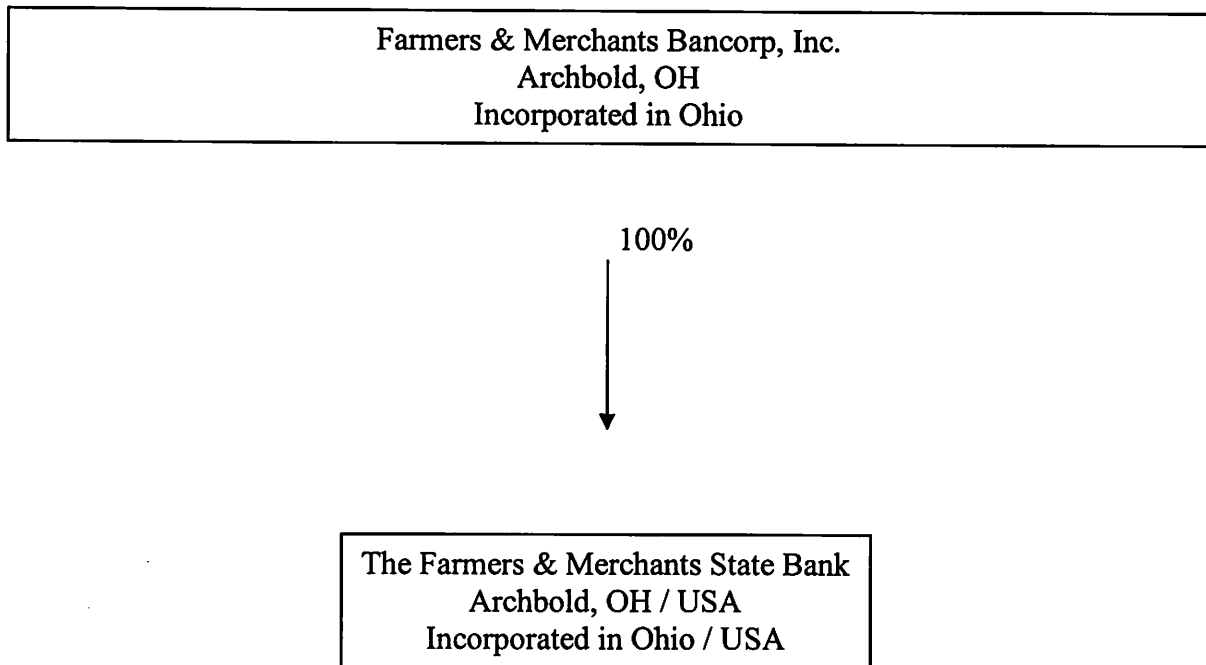 Farmers & Merchants Bancorp, Inc.
Archbold, OH
Incorporated in Ohio
100%
The Farmers & Merchants State Bank
Archbold, OH / USA
Incorporated in Ohio / USA